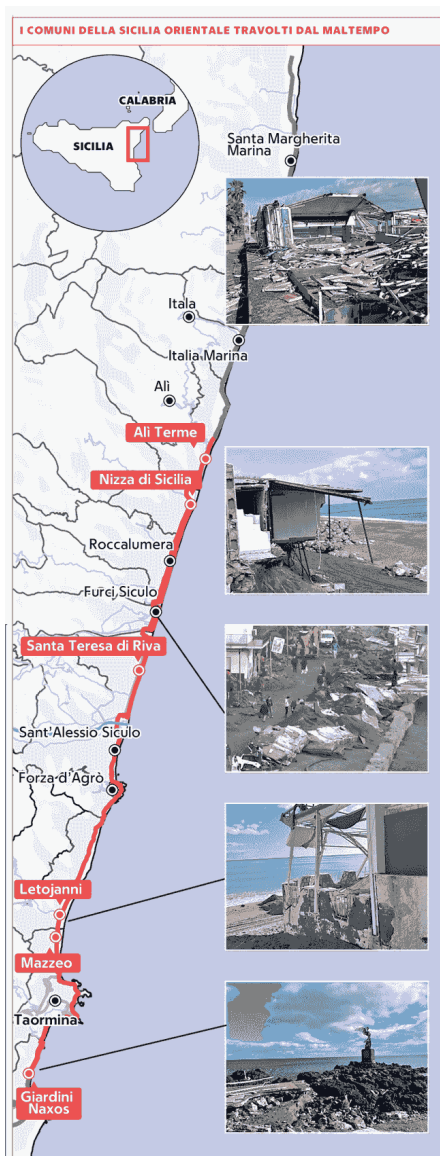 I COMUNI DELLA SICILIA ORIENTALE TRAVOLTI DAL MALTEMPO
CALABRIA
SICILIA
Santa Margherita
Marina
Itala
Italia Marina
Alì
Alì Terme
Nizza di Sicilia
Roccalumera
Furci Siculo
Santa Teresa di Riva
Sant'Alessio Siculo
Forza d'Agrò
Letojanni
Mazzeo
Taormina
Giardini
Naxos